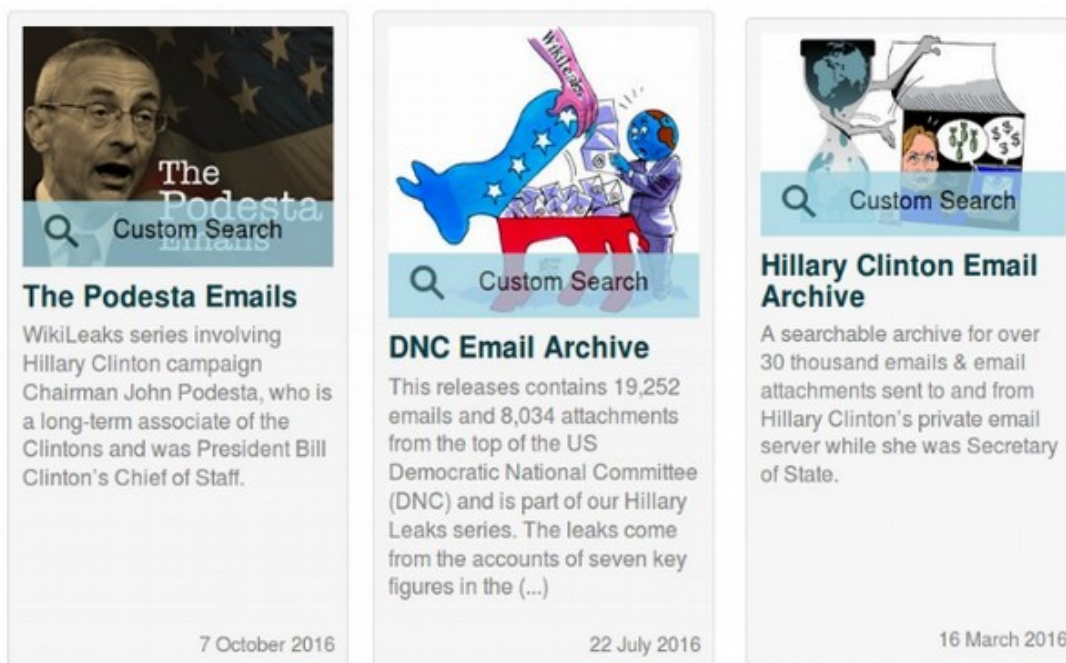 The
Podesta
Emails
Custom Search
The Podesta Emails
WikiLeaks series involving
Hillary Clinton campaign
Chairman John Podesta, who is
a long-term associate of the
Clintons and was President Bill
Clinton's Chief of Staff.
7 October 2016
WikiLeaks
Custom Search
DNC Email Archive
This releases contains 19,252
emails and 8,034 attachments
from the top of the US
Democratic National Committee
(DNC) and is part of our Hillary
Leaks series. The leaks come
from the accounts of seven key
figures in the (...)
22 July 2016
$ $ $
$
Custom Search
Hillary Clinton Email
Archive
A searchable archive for over
30 thousand emails & email
attachments sent to and from
Hillary Clinton's private email
server while she was Secretary
of State.
16 March 2016